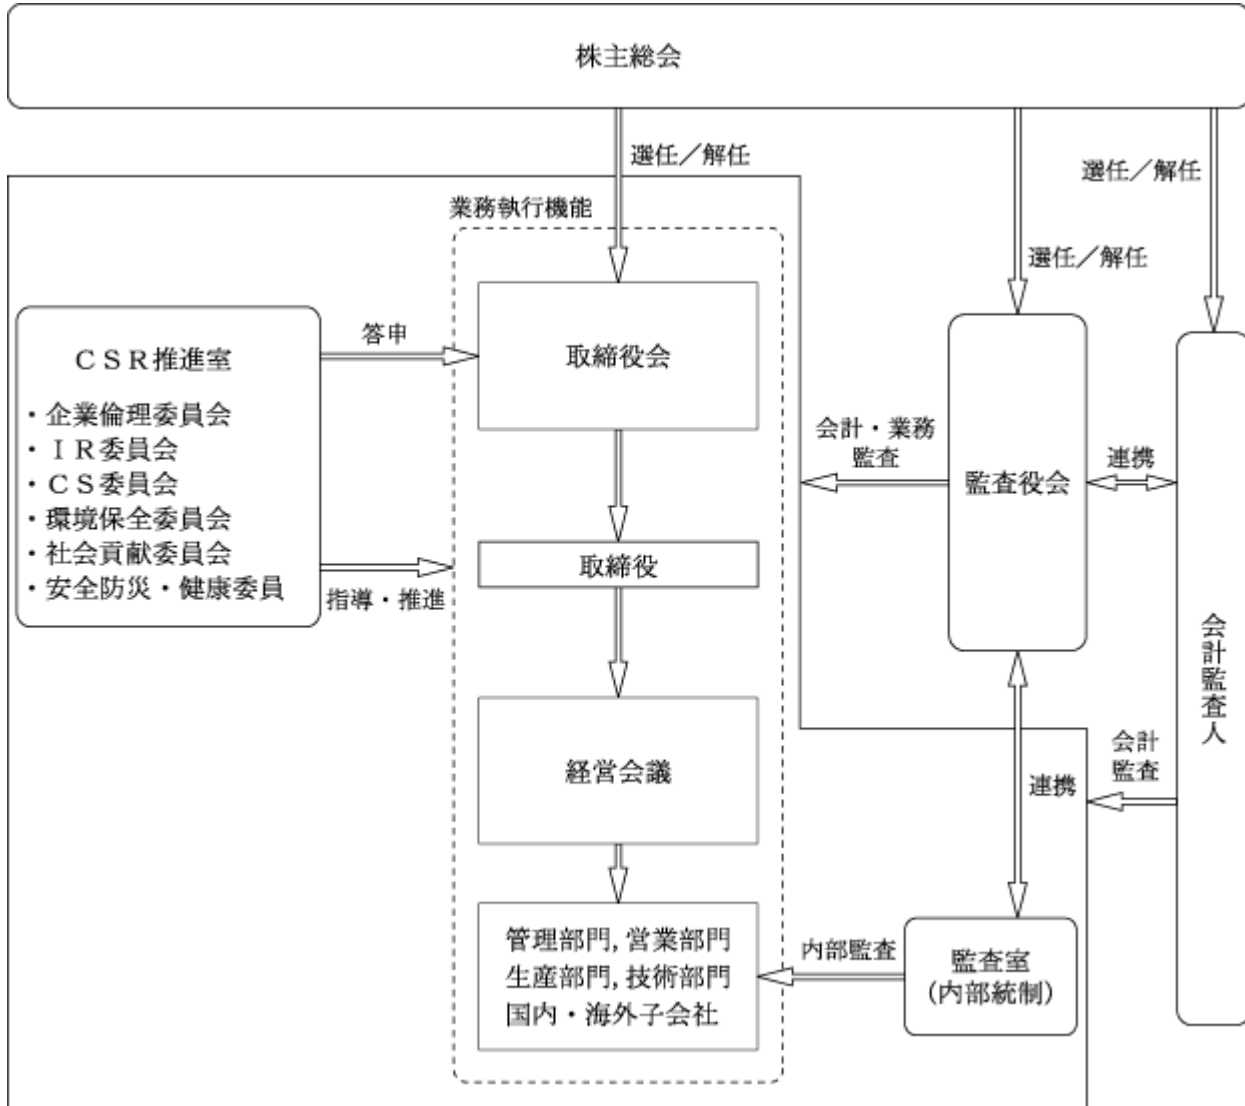 株主総会
選任／解任
選任／解任
選任／解任
業務執行機能
ＣＳＲ推進室
・企業倫理委員会
・ＩＲ委員会
・ＣＳ委員会
・環境保全委員会
・社会貢献委員会
・安全防災・健康委員
答申
指導・推進
取締役会
取締役
経営会議
管理部門, 営業部門
生産部門, 技術部門
国内・海外子会社
会計・業務
監査
監査役会
連携
会計監査人
会計
監査
連携
内部監査
監査室
（内部統制）